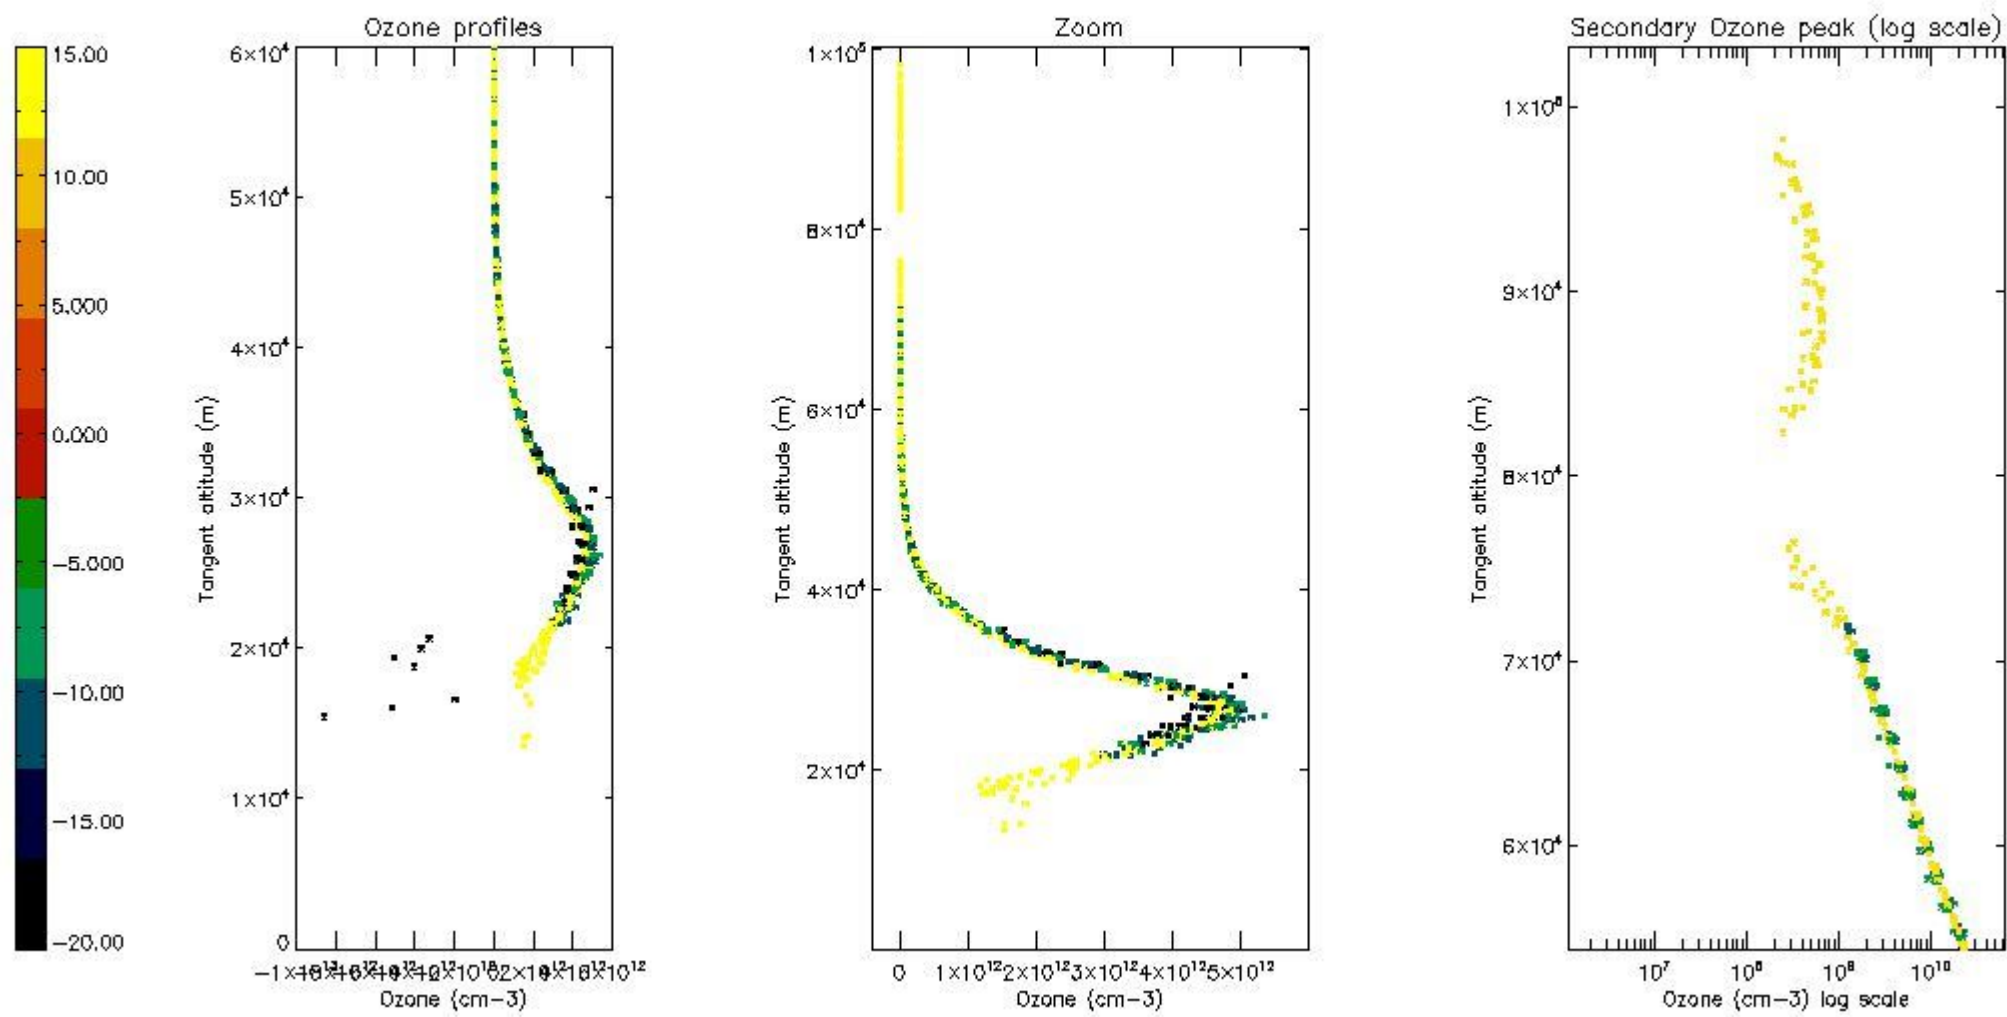 Ozone profiles
Zoom
Secondary Ozone peak (log scale)
15.00
10.00
5.000
0.000
−5.000
−10.00
−15.00
−20.00
6×10⁴
5×10⁴
4×10⁴
3×10⁴
2×10⁴
1×10⁴
0
Tangent altitude (m)
Ozone (cm−3)
1×10⁵
8×10⁴
6×10⁴
4×10⁴
2×10⁴
Tangent altitude (m)
0 1×10¹² 2×10¹² 3×10¹² 4×10¹² 5×10¹²
Ozone (cm−3)
9×10⁴
8×10⁴
7×10⁴
6×10⁴
Tangent altitude (m)
10⁷ 10⁸ 10⁹ 10¹⁰
Ozone (cm−3) log scale